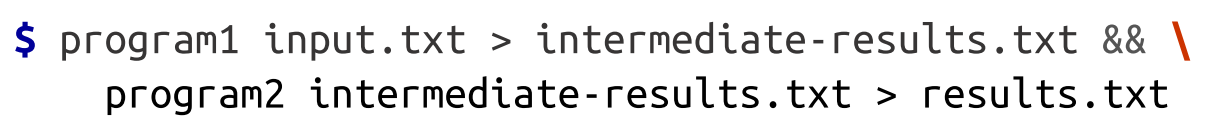 $ program1 input.txt > intermediate-results.txt && \
program2 intermediate-results.txt > results.txt